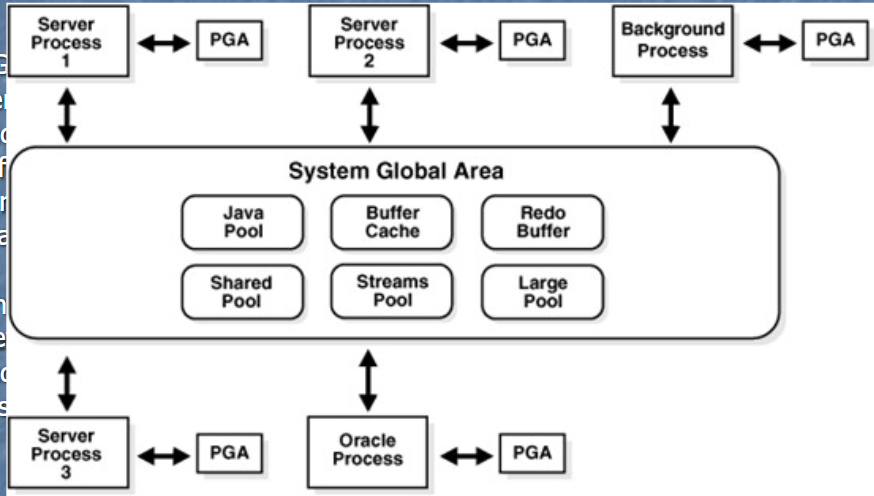 Server
Process
1
PGA
Server
Process
2
PGA
Background
Process
PGA
System Global Area
Java
Pool
Buffer
Cache
Redo
Buffer
Shared
Pool
Streams
Pool
Large
Pool
Server
Process
3
PGA
Oracle
Process
PGA